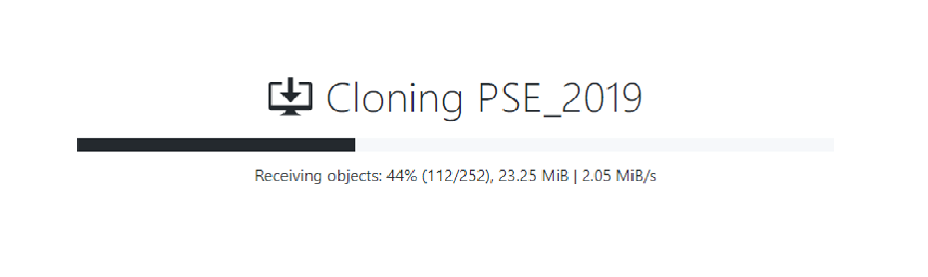 Cloning PSE_2019
Receiving objects: 44% (112/252), 23.25 MiB | 2.05 MiB/s